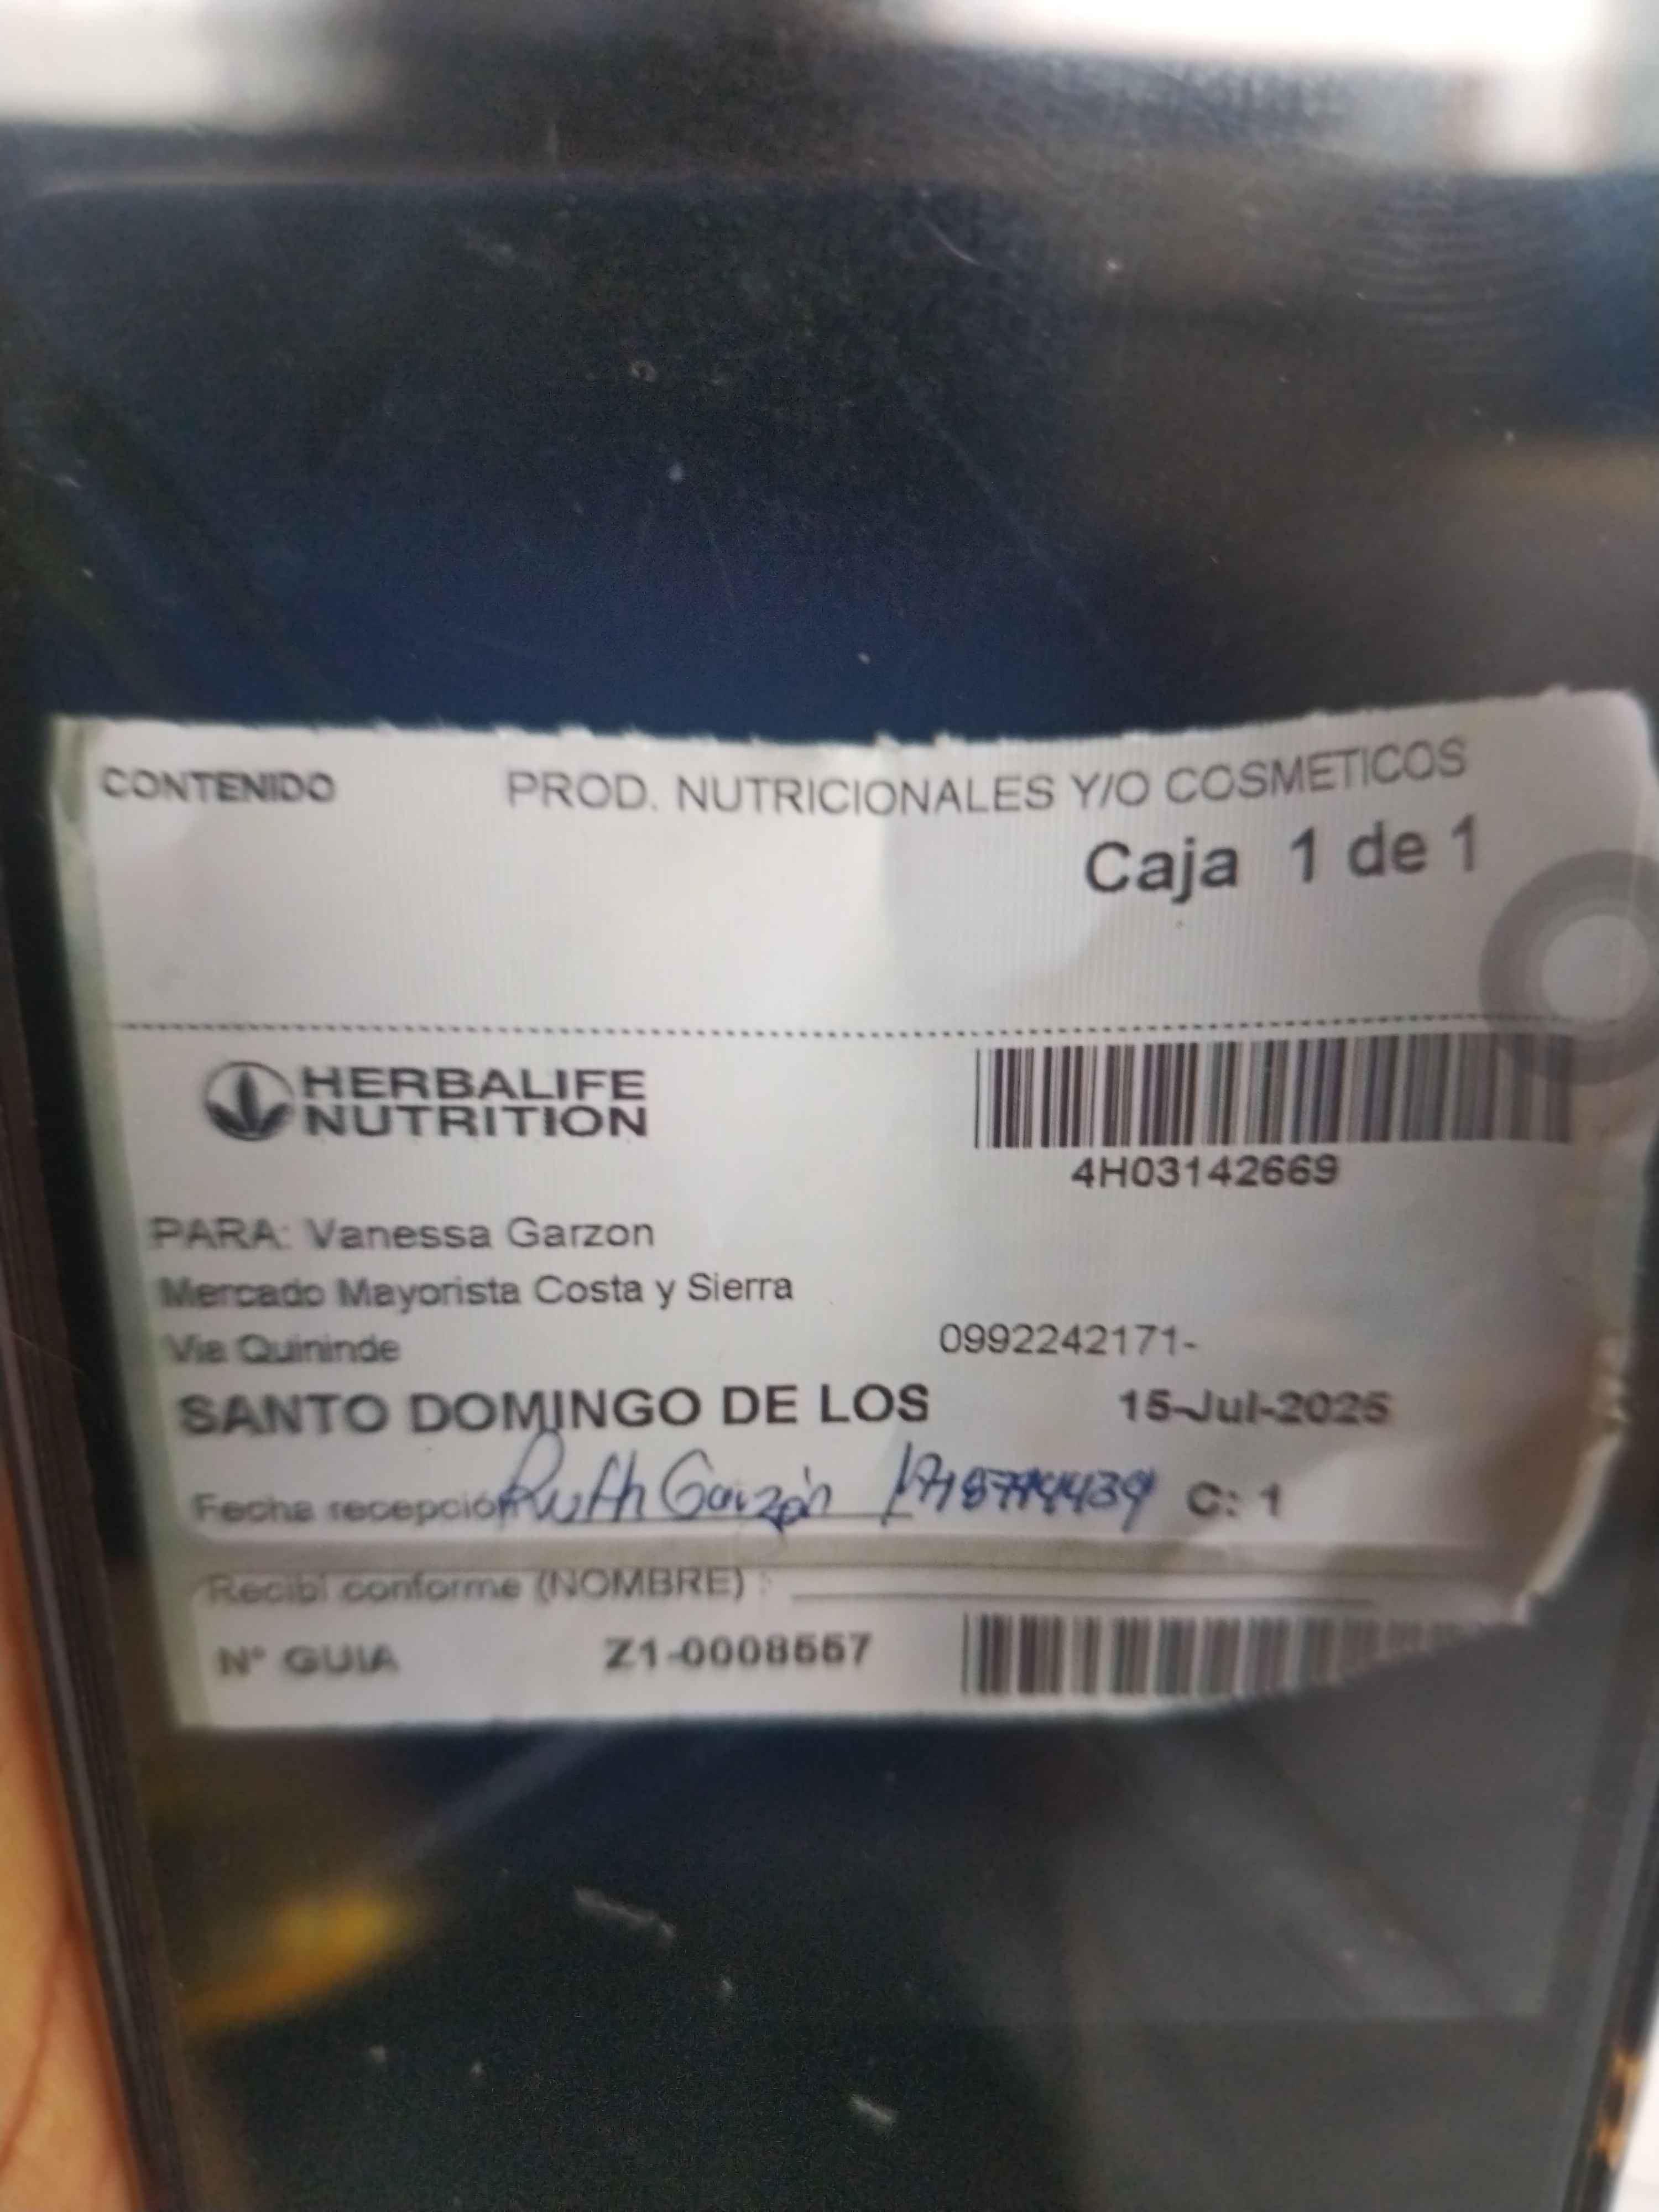 CONTENIDO PROD. NUTRICIONALES Y/O COSMETICOS
Caja 1 de 1
HERBALIFE
NUTRITION
4H03142669
PARA: Vanessa Garzon
Mercado Mayorista Costa y Sierra
Via Quininde 0992242171-
SANTO DOMINGO DE LOS 15-Jul-2025
Fecha recepción Ruth Garzón C: 1
Recibí conforme (NOMBRE) :
N° GUIA Z1-0008557